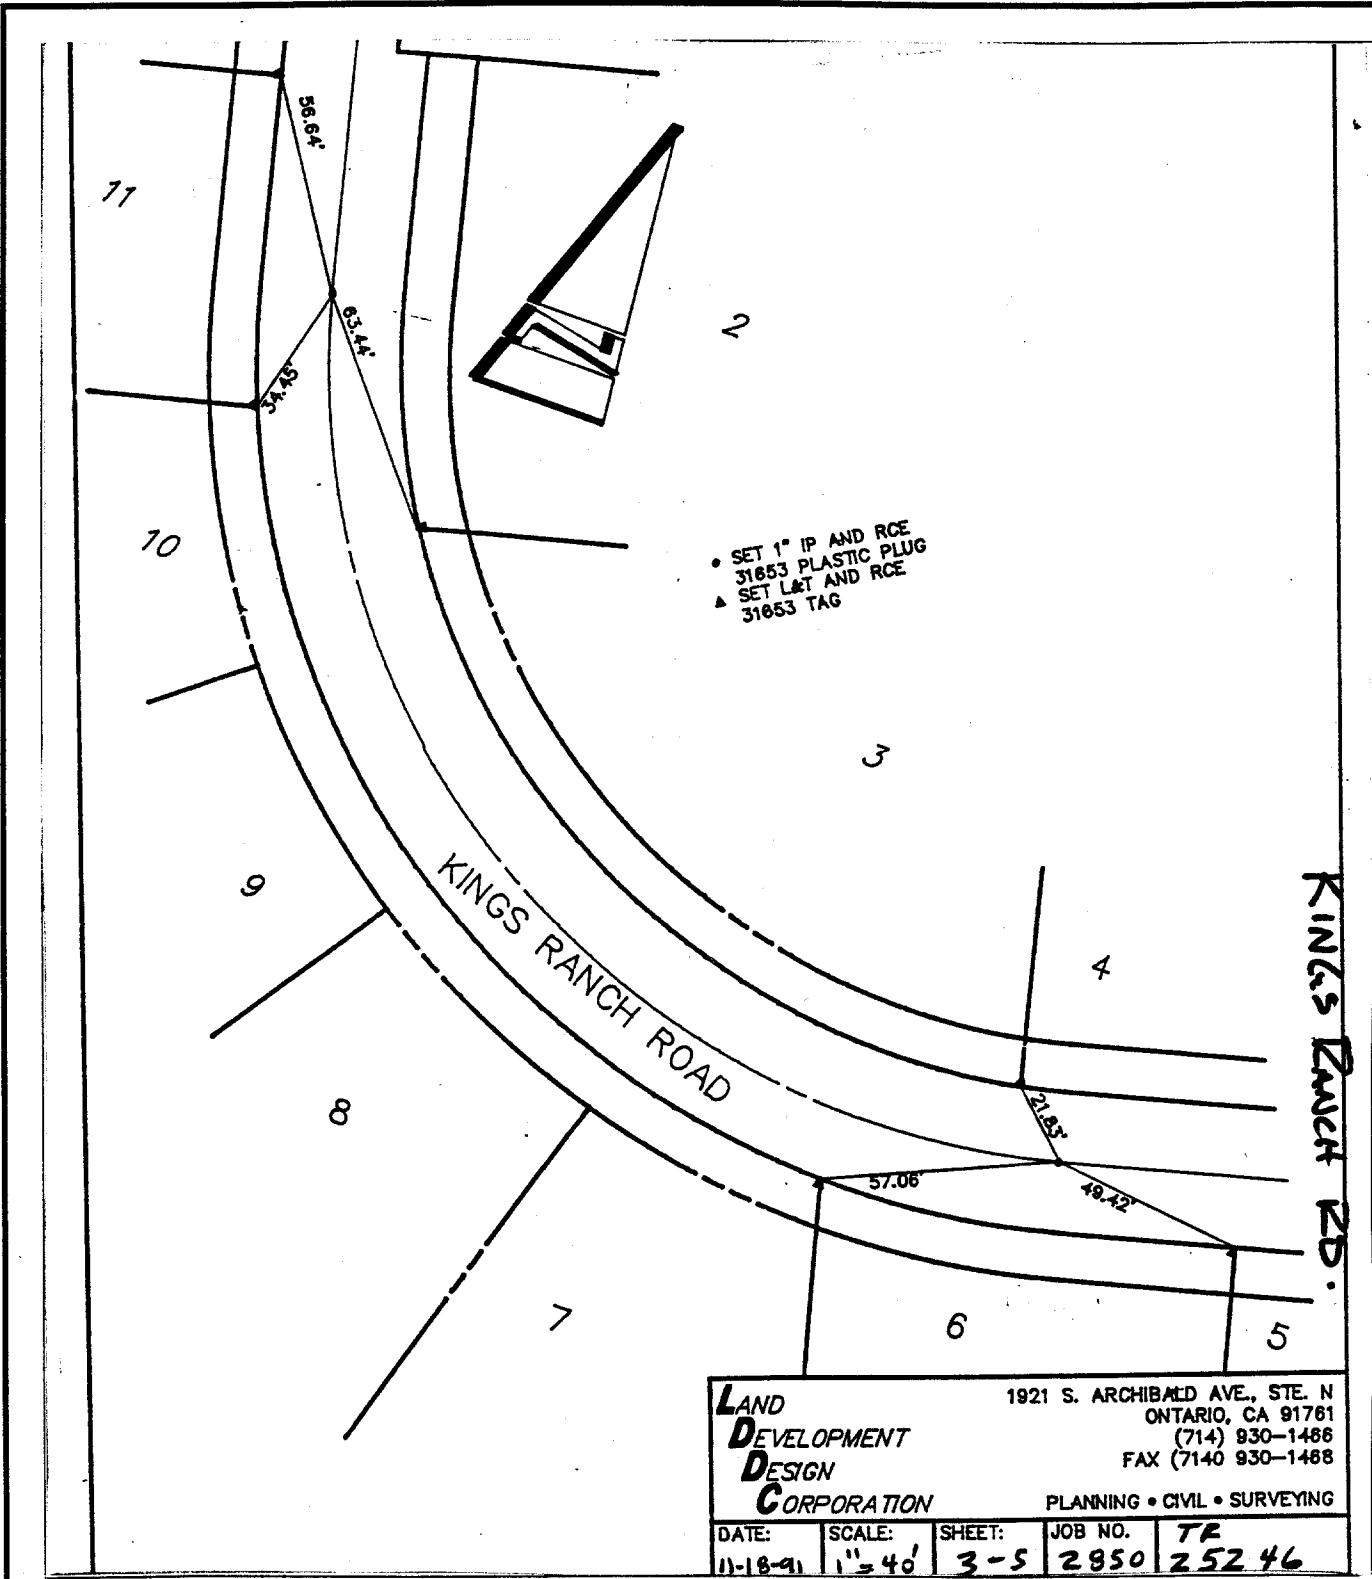 56.64'
11
63.44'
34.45'
2
10
• SET 1" IP AND RCE
31653 PLASTIC PLUG
▲ SET L&T AND RCE
31653 TAG
3
9
KINGS RANCH ROAD
4
KINGS RANCH RD.
8
21.83'
57.06'
49.42'
7
6
5
LAND
DEVELOPMENT
DESIGN
CORPORATION
1921 S. ARCHIBALD AVE., STE. N
ONTARIO, CA 91761
(714) 930-1466
FAX (7140 930-1468
PLANNING • CIVIL • SURVEYING
DATE: SCALE: SHEET: JOB NO. TR
11-18-91 1"=40' 3-5 2850 25246